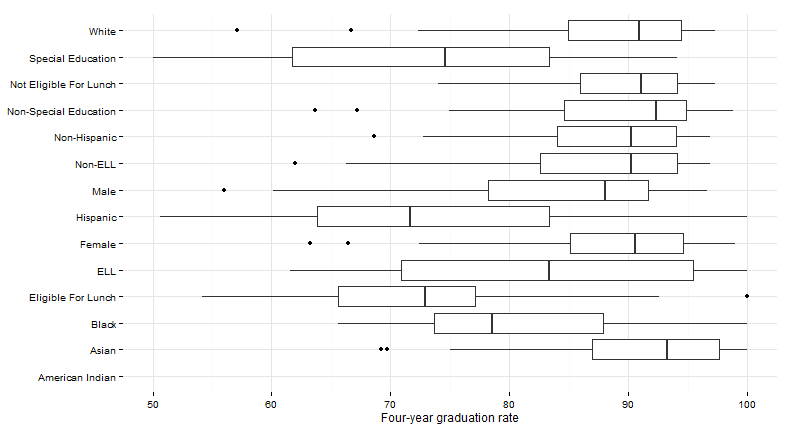 White
Special Education
Not Eligible For Lunch
Non-Special Education
Non-Hispanic
Non-ELL
Male
Hispanic
Female
ELL
Eligible For Lunch
Black
Asian
American Indian
50 60 70 80 90 100
Four-year graduation rate